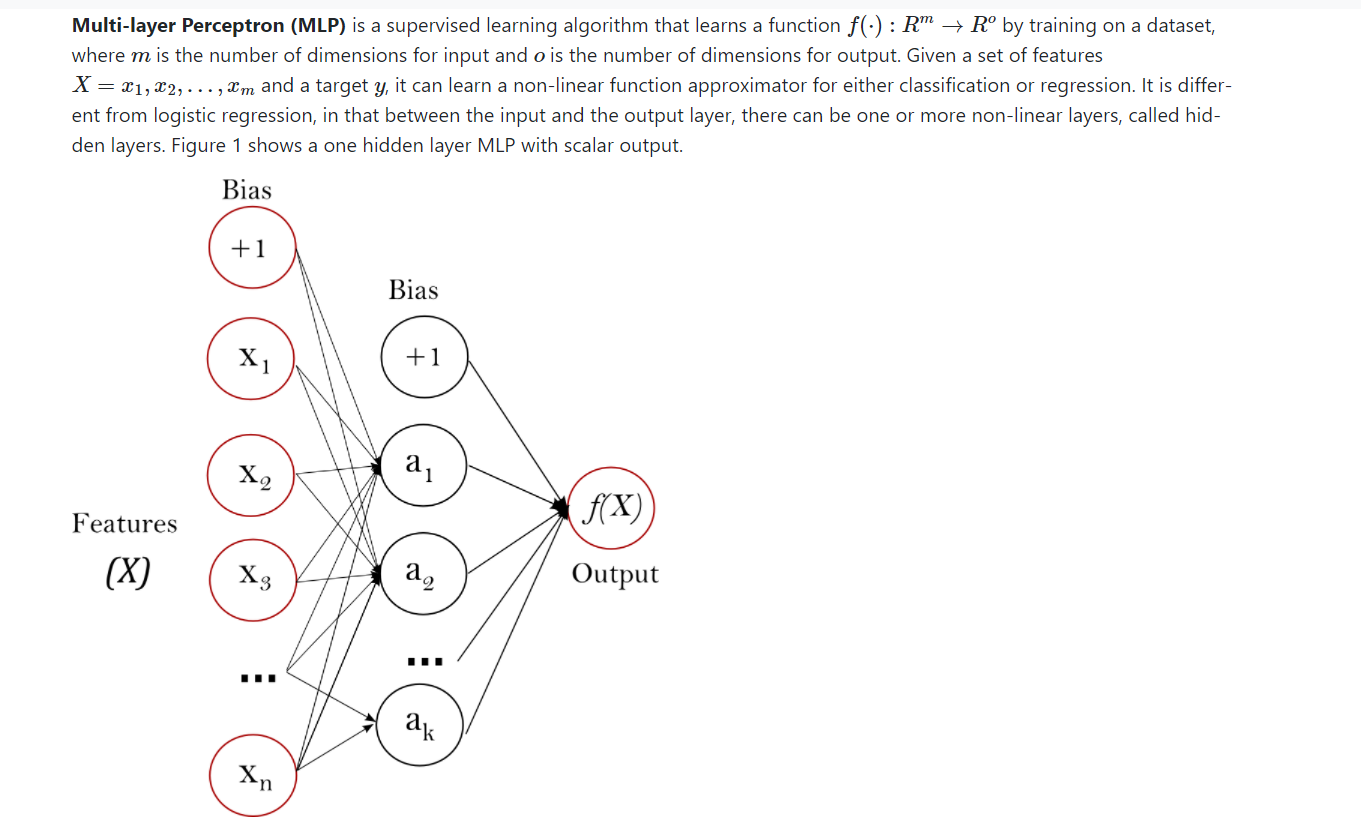 Multi-layer Perceptron (MLP) is a supervised learning algorithm that learns a function f(·) : Rᵐ → Rᵒ by training on a dataset,
where m is the number of dimensions for input and o is the number of dimensions for output. Given a set of features
X = x₁, x₂, . . . , xₘ and a target y, it can learn a non-linear function approximator for either classification or regression. It is differ-
ent from logistic regression, in that between the input and the output layer, there can be one or more non-linear layers, called hid-
den layers. Figure 1 shows a one hidden layer MLP with scalar output.
Bias
+1
Bias
X₁
+1
X₂
a₁
Features
(X)
X₃
a₂
f(X)
Output
...
...
Xₙ
aₖ